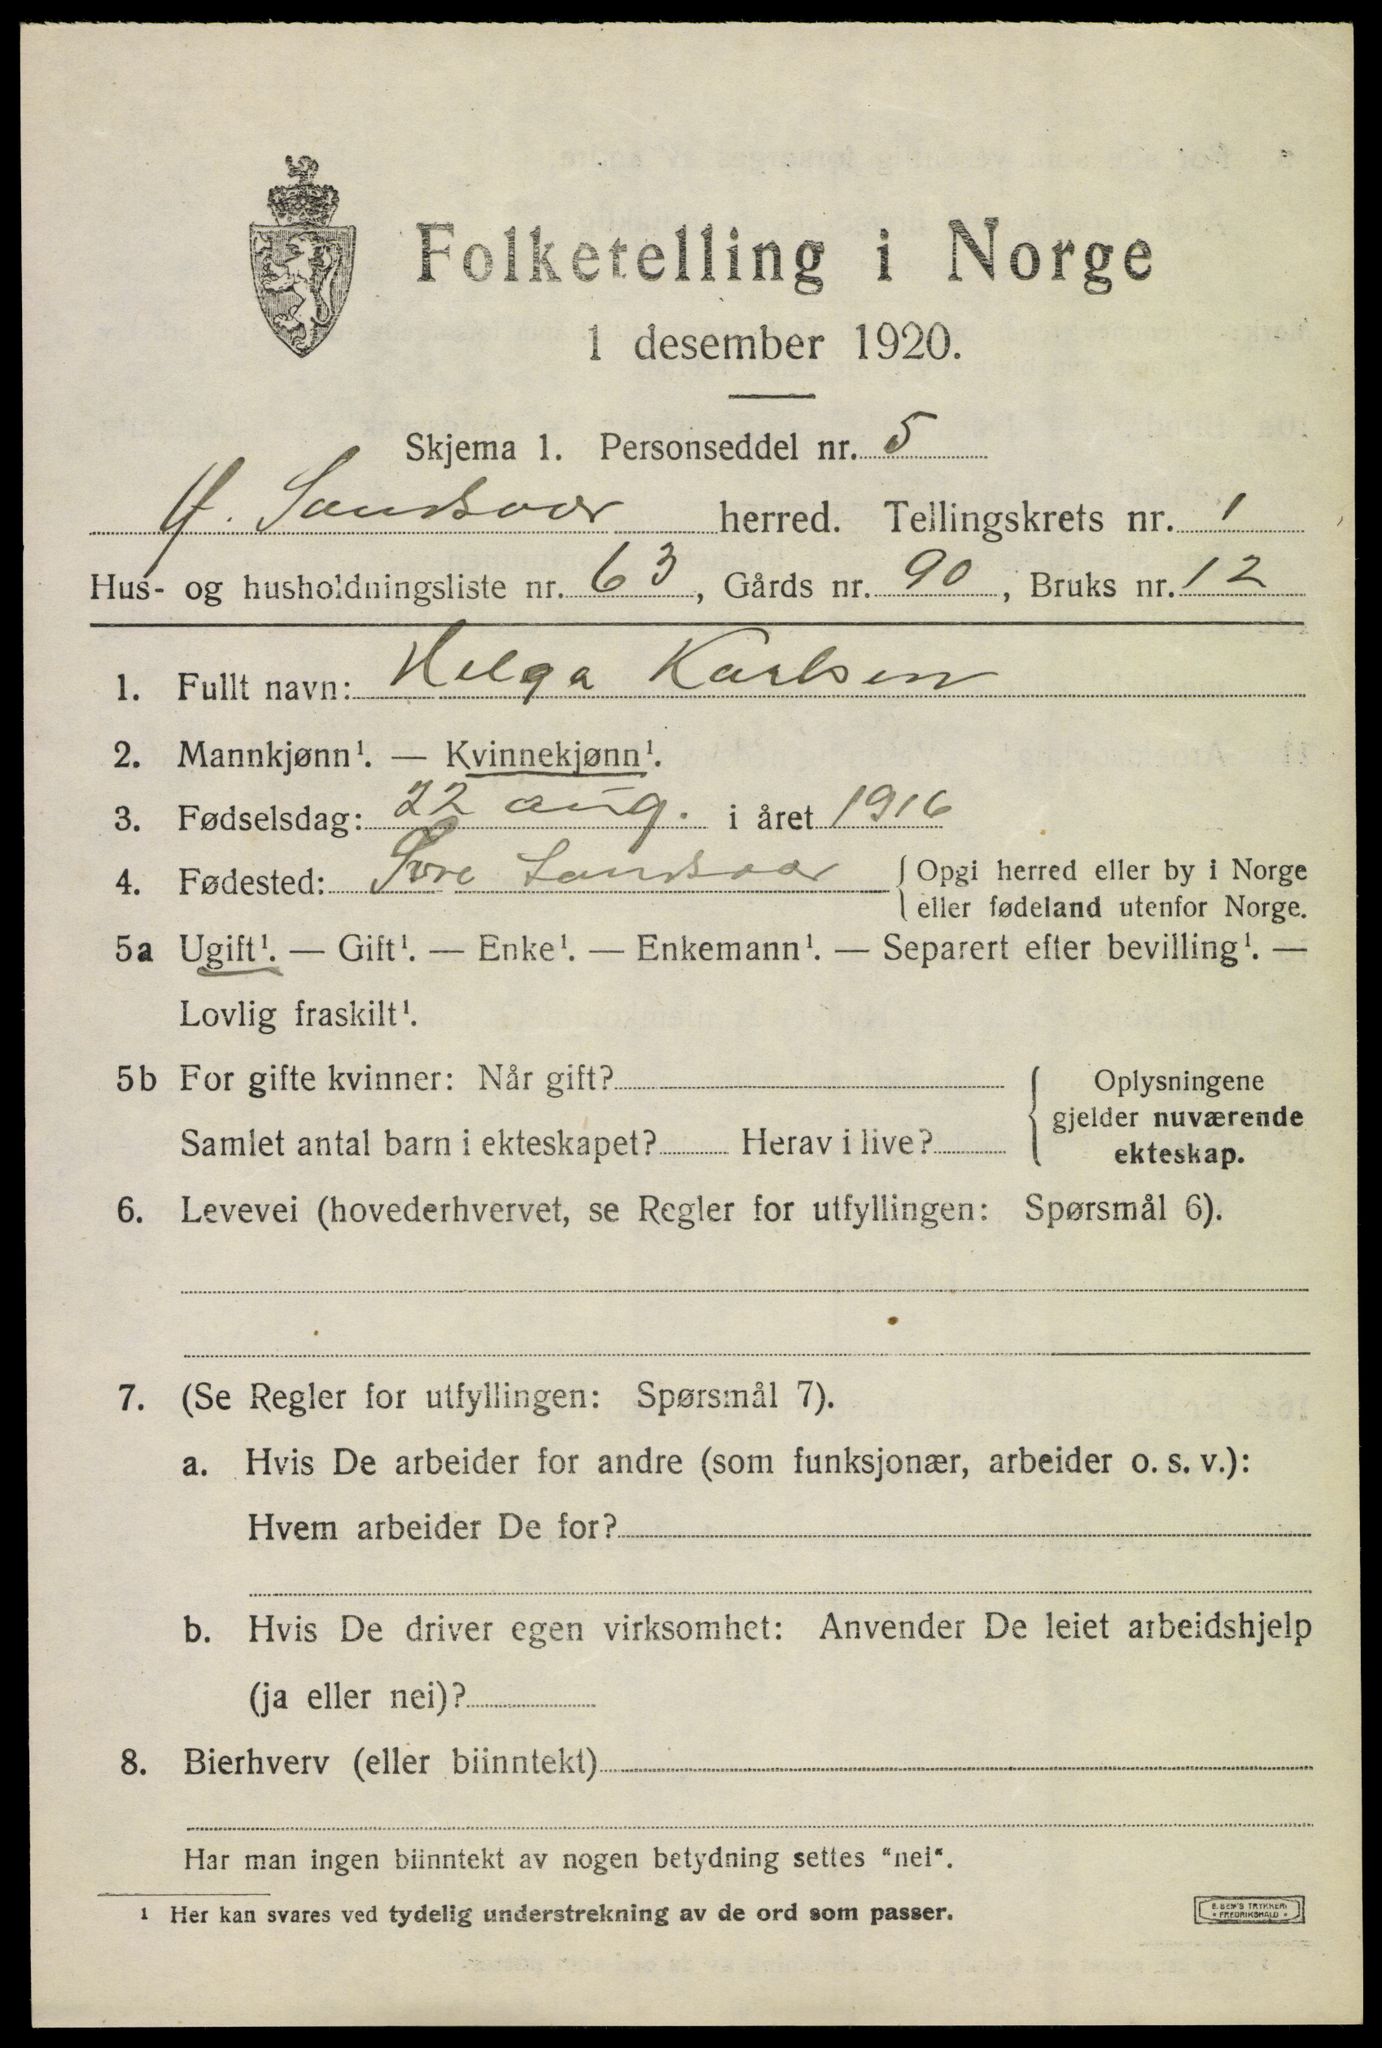 Folketelling i Norge
1 desember 1920.
Skjema 1. Personseddel nr. 5
Y. Sandsvær herred. Tellingskrets nr. 1
Hus- og husholdningsliste nr. 63, Gårds nr. 90, Bruks nr. 12
1. Fullt navn: Helga Karlsen
2. Mannkjønn¹. — Kvinnekjønn¹.
3. Fødselsdag: 22 aug. i året 1916
4. Fødested: Sandsvær { Opgi herred eller by i Norge
eller fødeland utenfor Norge.
5a Ugift¹. — Gift¹. — Enke¹. — Enkemann¹. — Separert efter bevilling¹. —
Lovlig fraskilt¹.
5b For gifte kvinner: Når gift?
Samlet antal barn i ekteskapet? Herav i live?
Oplysningene
gjelder nuværende
ekteskap.
6. Levevei (hovederhvervet, se Regler for utfyllingen: Spørsmål 6).
7. (Se Regler for utfyllingen: Spørsmål 7).
a. Hvis De arbeider for andre (som funksjonær, arbeider o. s. v.):
Hvem arbeider De for?
b. Hvis De driver egen virksomhet: Anvender De leiet arbeidshjelp
(ja eller nei)?
8. Bierhverv (eller biinntekt)
Har man ingen biinntekt av nogen betydning settes "nei".
¹ Her kan svares ved tydelig understrekning av de ord som passer.
E. SEM'S TRYKKERI
• FREDRIKSHALD •